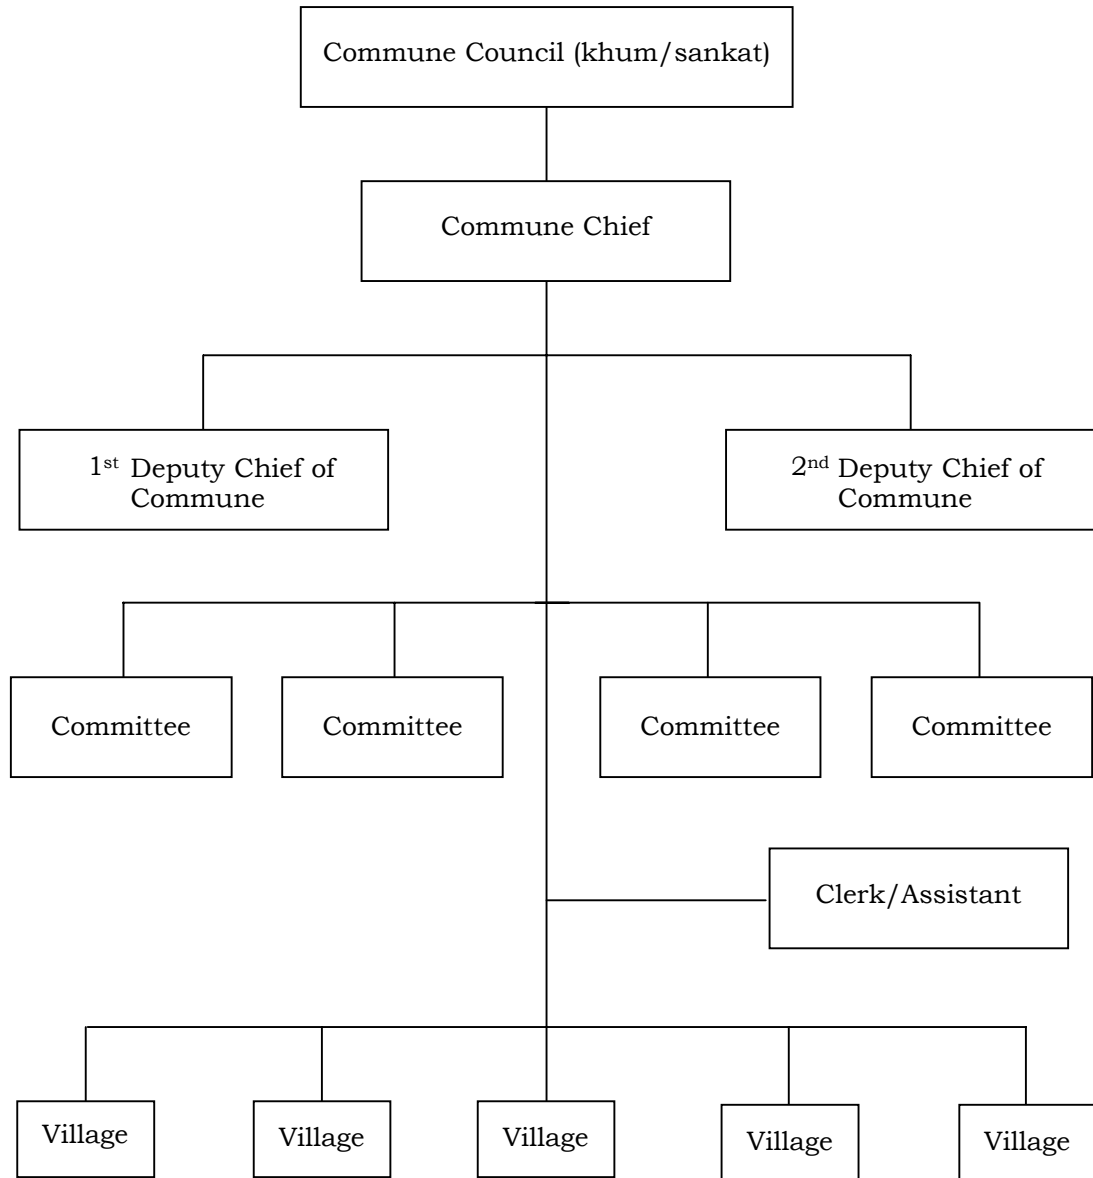 Commune Council (khum/sankat)
Commune Chief
1st Deputy Chief of
Commune
2nd Deputy Chief of
Commune
Committee
Committee
Committee
Committee
Clerk/Assistant
Village
Village
Village
Village
Village